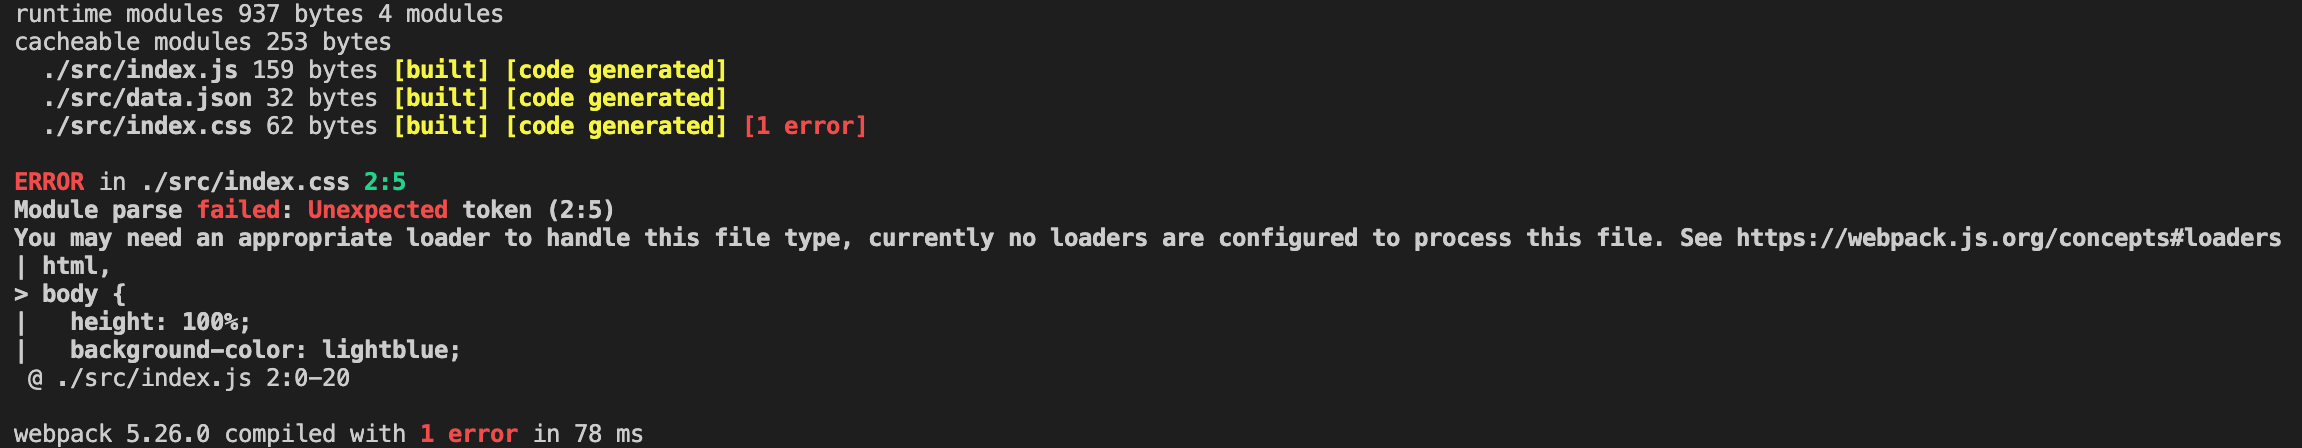 runtime modules 937 bytes 4 modules
cacheable modules 253 bytes
  ./src/index.js 159 bytes [built] [code generated]
  ./src/data.json 32 bytes [built] [code generated]
  ./src/index.css 62 bytes [built] [code generated] [1 error]

ERROR in ./src/index.css 2:5
Module parse failed: Unexpected token (2:5)
You may need an appropriate loader to handle this file type, currently no loaders are configured to process this file. See https://webpack.js.org/concepts#loaders
| html,
> body {
|   height: 100%;
|   background-color: lightblue;
 @ ./src/index.js 2:0-20

webpack 5.26.0 compiled with 1 error in 78 ms